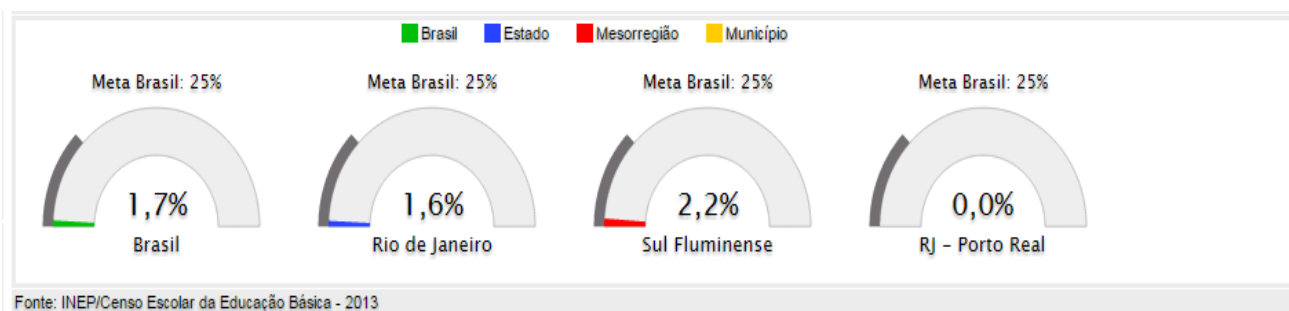 Brasil Estado Mesorregião Município
Meta Brasil: 25% Meta Brasil: 25% Meta Brasil: 25% Meta Brasil: 25%
1,7% 1,6% 2,2% 0,0%
Brasil Rio de Janeiro Sul Fluminense RJ - Porto Real
Fonte: INEP/Censo Escolar da Educação Básica - 2013